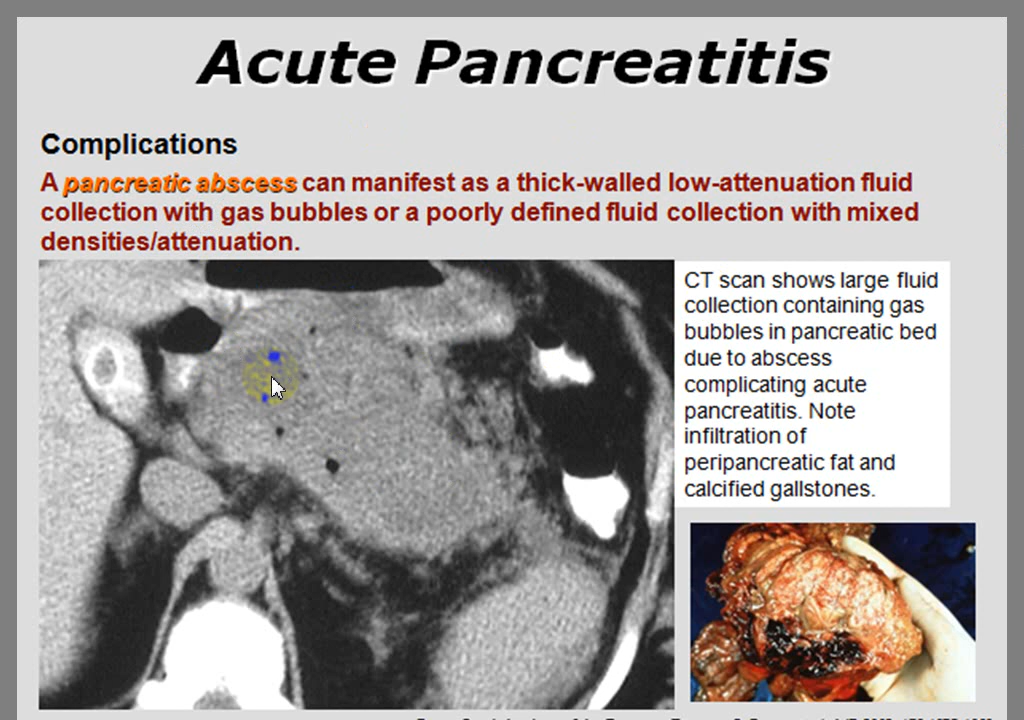 Acute Pancreatitis
Complications
A pancreatic abscess can manifest as a thick-walled low-attenuation fluid
collection with gas bubbles or a poorly defined fluid collection with mixed
densities/attenuation.
CT scan shows large fluid
collection containing gas
bubbles in pancreatic bed
due to abscess
complicating acute
pancreatitis. Note
infiltration of
peripancreatic fat and
calcified gallstones.